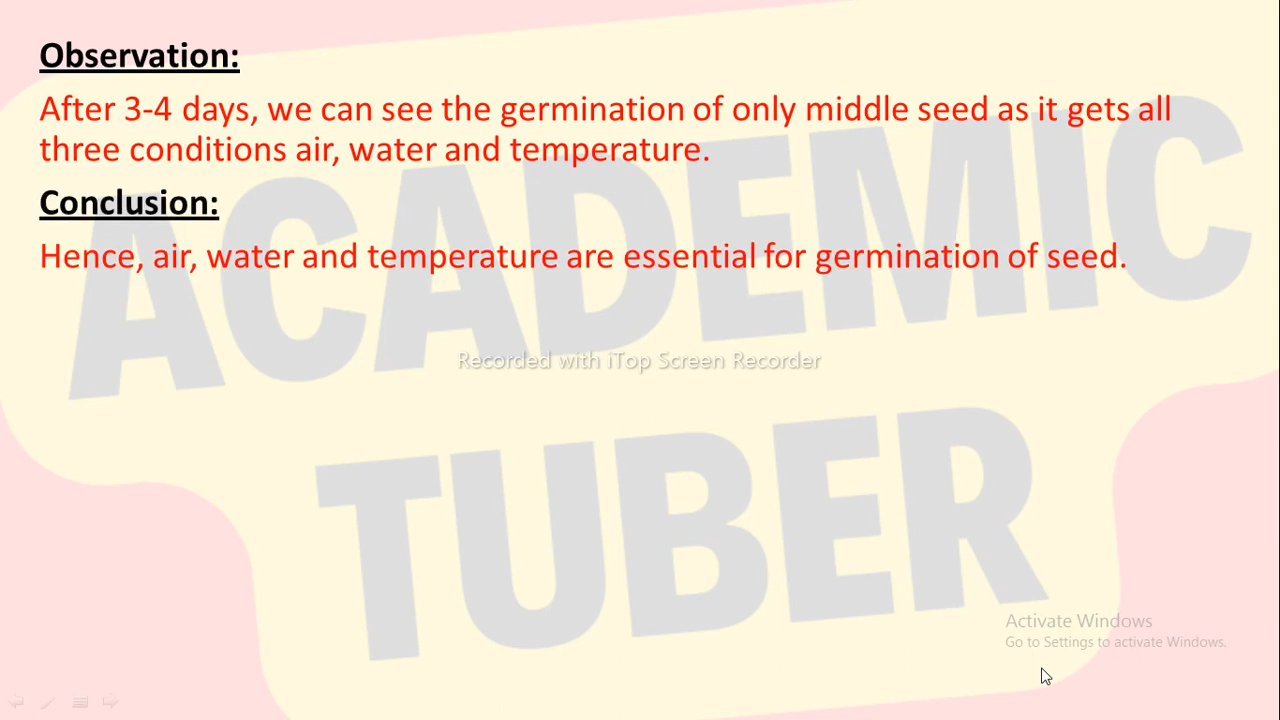 Observation:
After 3-4 days, we can see the germination of only middle seed as it gets all
three conditions air, water and temperature.
Conclusion:
Hence, air, water and temperature are essential for germination of seed.
ACADEMIC
Recorded with iTop Screen Recorder
TUBER
Activate Windows
Go to Settings to activate Windows.